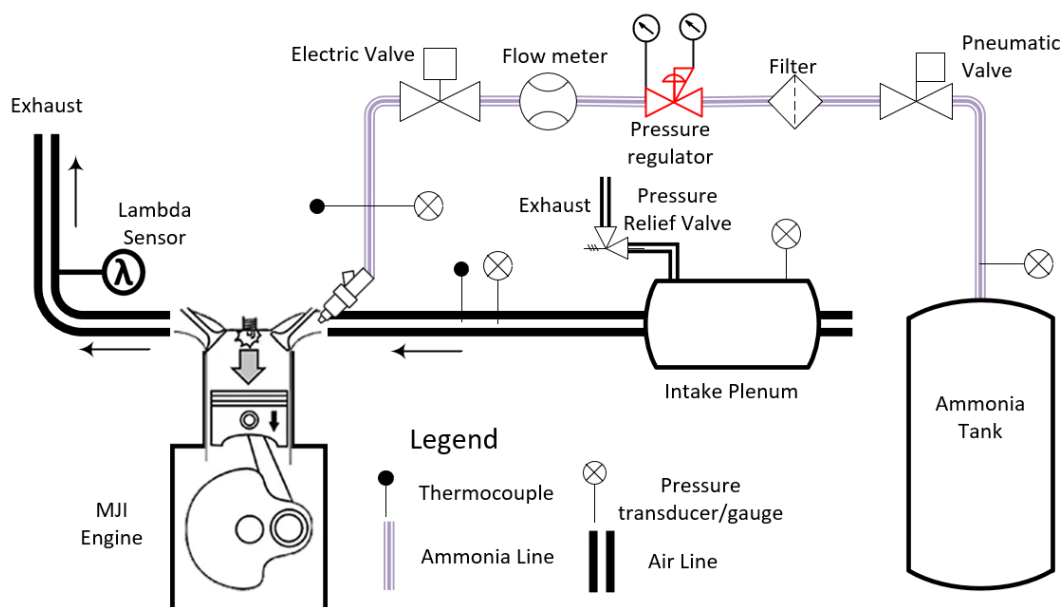 Electric Valve
Flow meter
Filter
Pneumatic
Valve
Exhaust
Pressure
regulator
Lambda
Sensor
λ
Exhaust
Pressure
Relief Valve
Intake Plenum
Ammonia
Tank
MJI
Engine
Legend
Thermocouple
Pressure
transducer/gauge
Ammonia Line
Air Line